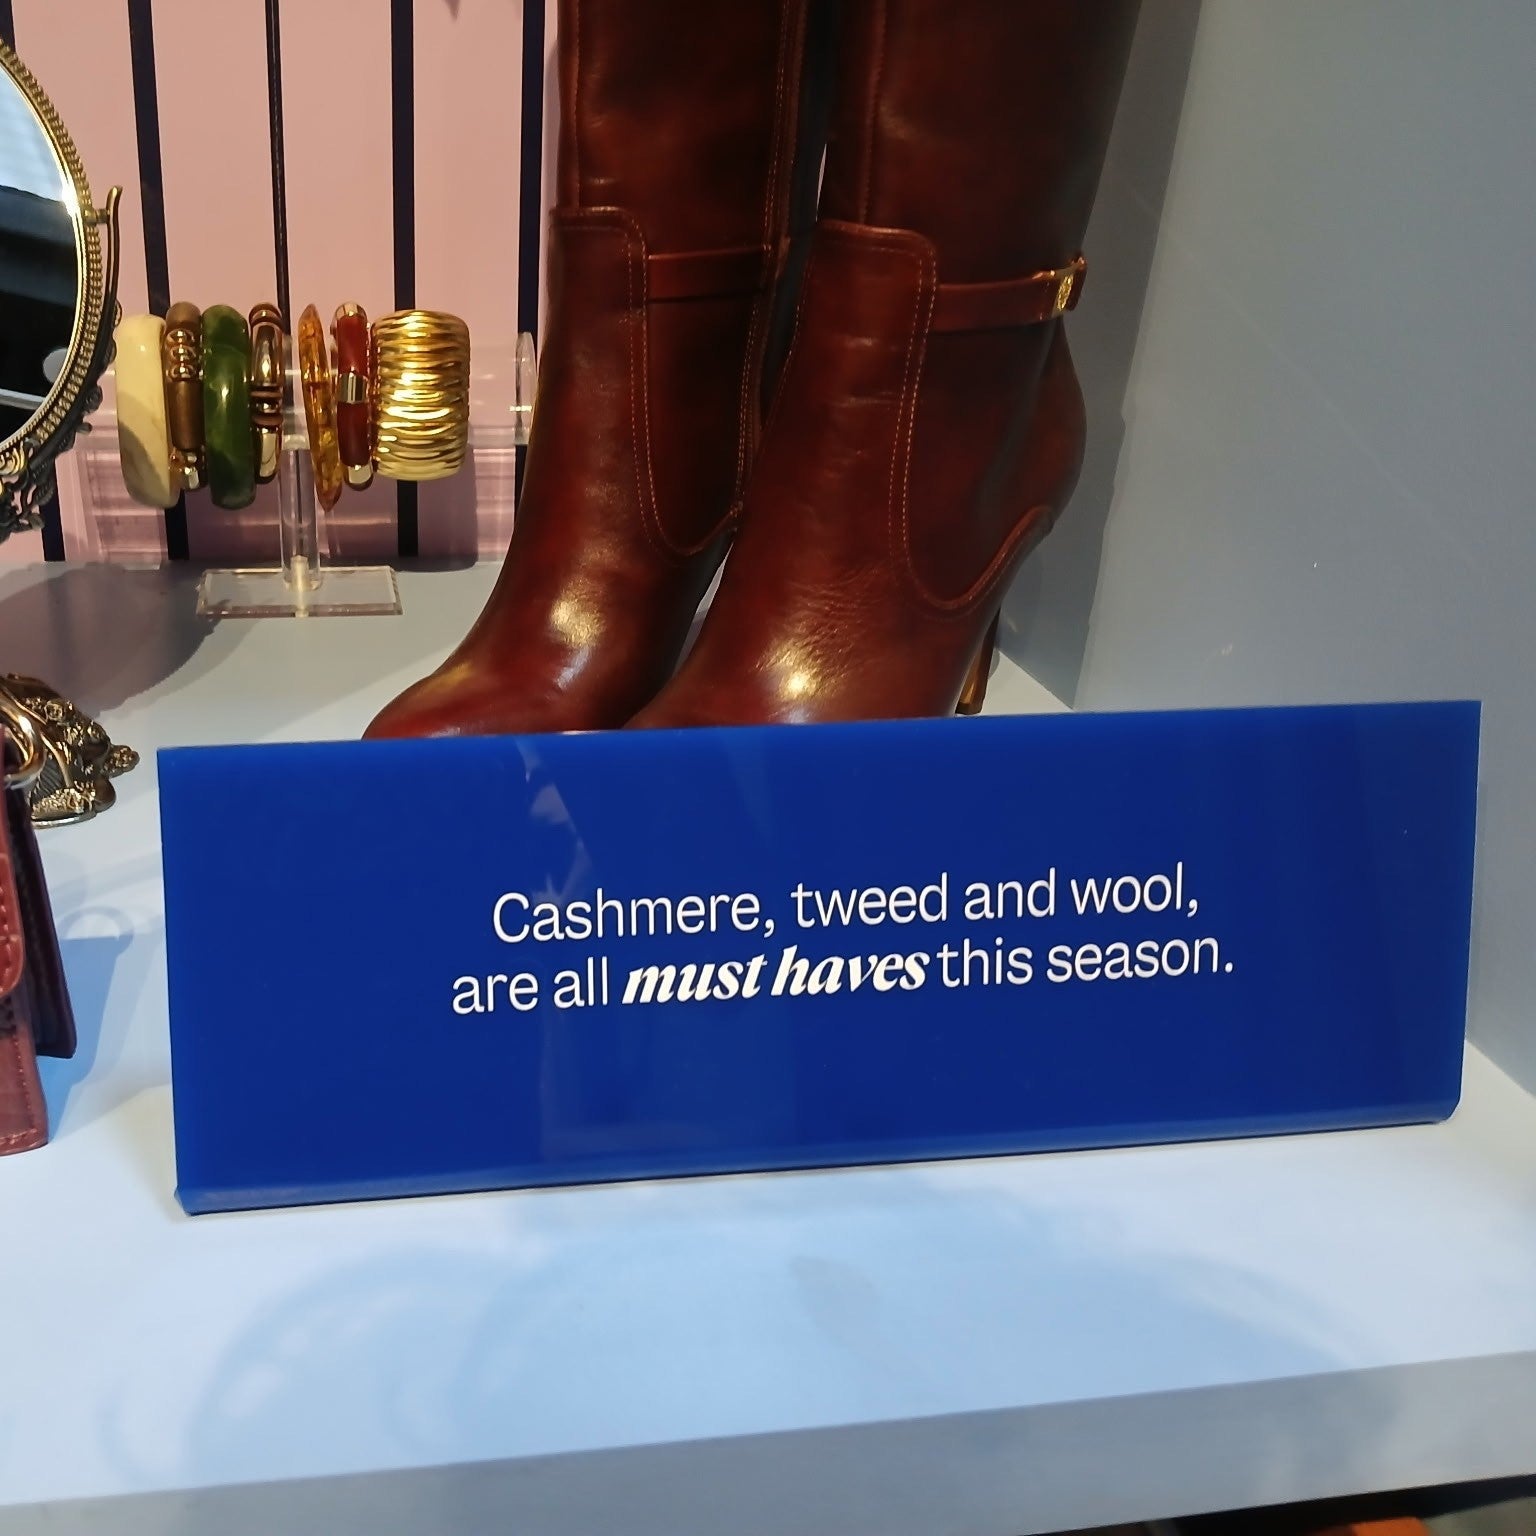 Cashmere, tweed and wool,
are all must haves this season.